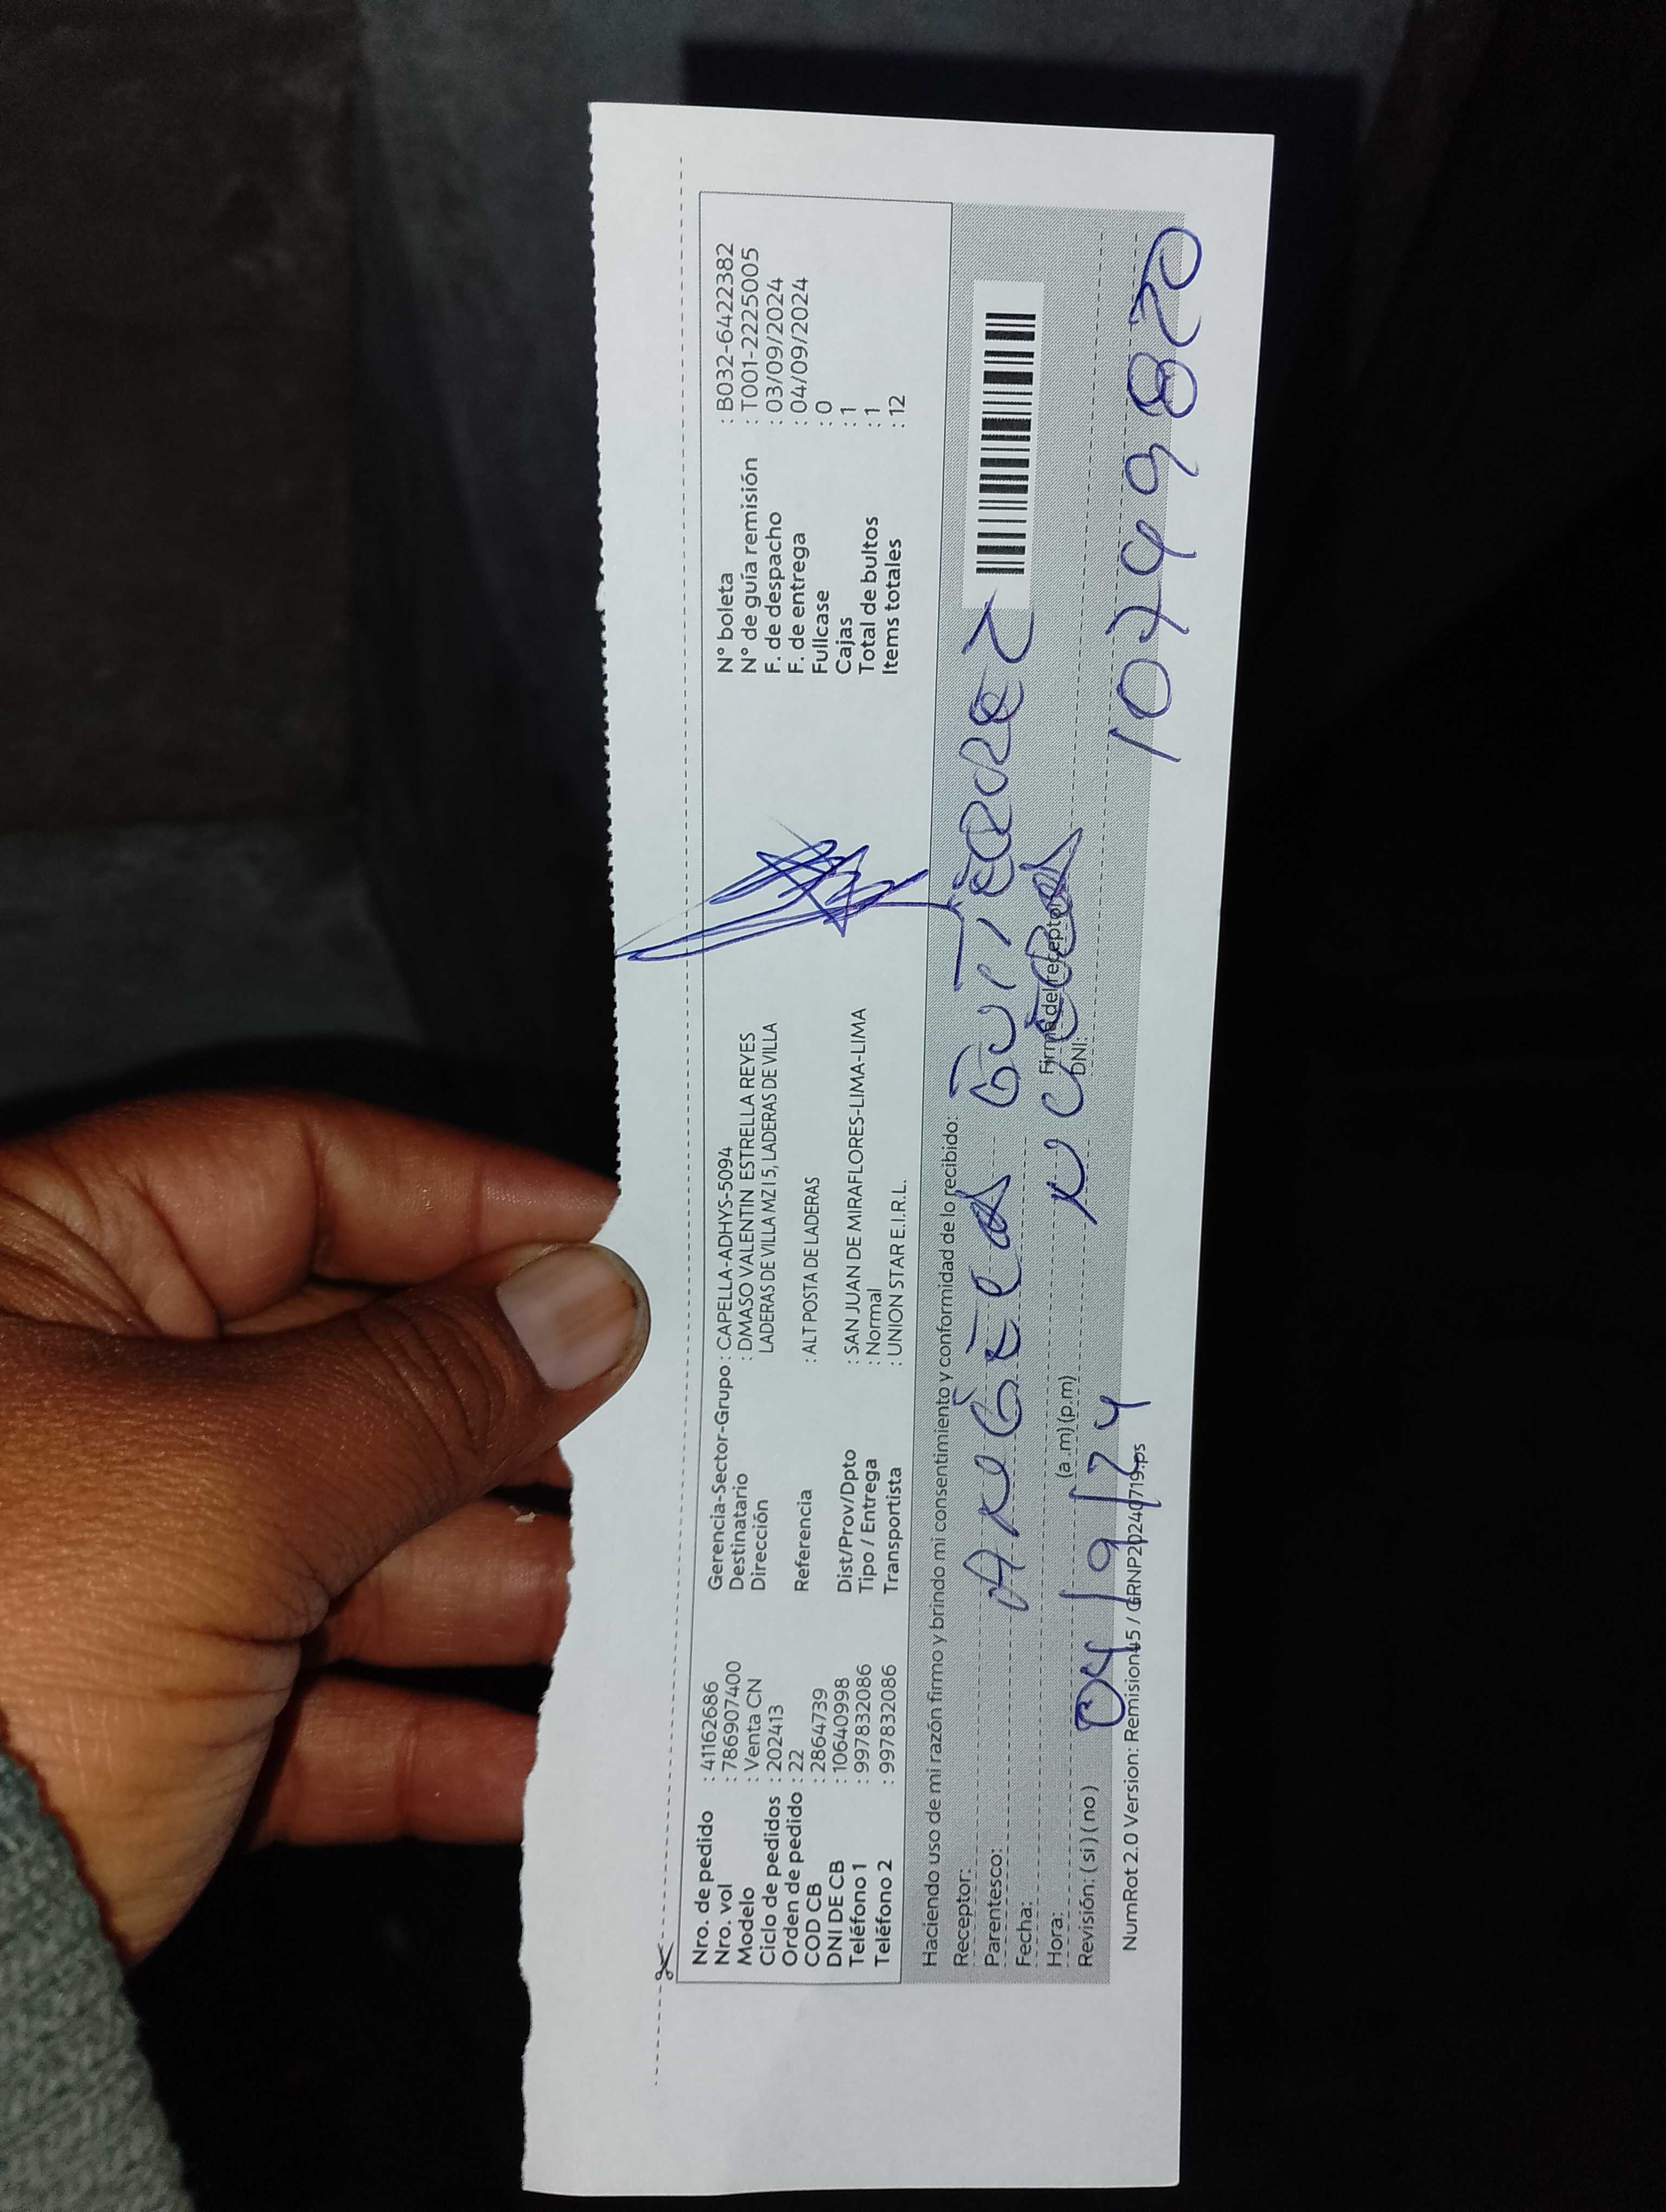 Nro. de pedido : 41162686
Nro. vol : 786907400
Modelo : Venta CN
Ciclo de pedidos : 202413
Orden de pedido : 22
COD CB : 2864739
DNI DE CB : 10640998
Teléfono 1 : 997832086
Teléfono 2 : 997832086
Gerencia-Sector-Grupo : CAPELLA-ADHYS-5094
Destinatario : DMASO VALENTIN ESTRELLA REYES
Dirección LADERAS DE VILLA MZ I 5, LADERAS DE VILLA
Referencia : ALT POSTA DE LADERAS
Dist/Prov/Dpto : SAN JUAN DE MIRAFLORES-LIMA-LIMA
Tipo / Entrega : Normal
Transportista : UNION STAR E.I.R.L.
N° boleta : B032-6422382
N° de guía remisión : T001-2225005
F. de despacho : 03/09/2024
F. de entrega : 04/09/2024
Fullcase : 0
Cajas : 1
Total de bultos : 1
Items totales : 12
Haciendo uso de mi razón firmo y brindo mi consentimiento y conformidad de lo recibido:
Receptor:
Parentesco: ANGELA GUTIERREZ
Fecha:
Hora: (a .m) (p.m)
Firma del receptor
DNI:
Revisión: ( si ) ( no ) 04/9/24
10749820
NumRot 2.0 Version: Remision45 / GRNP20240719.ps